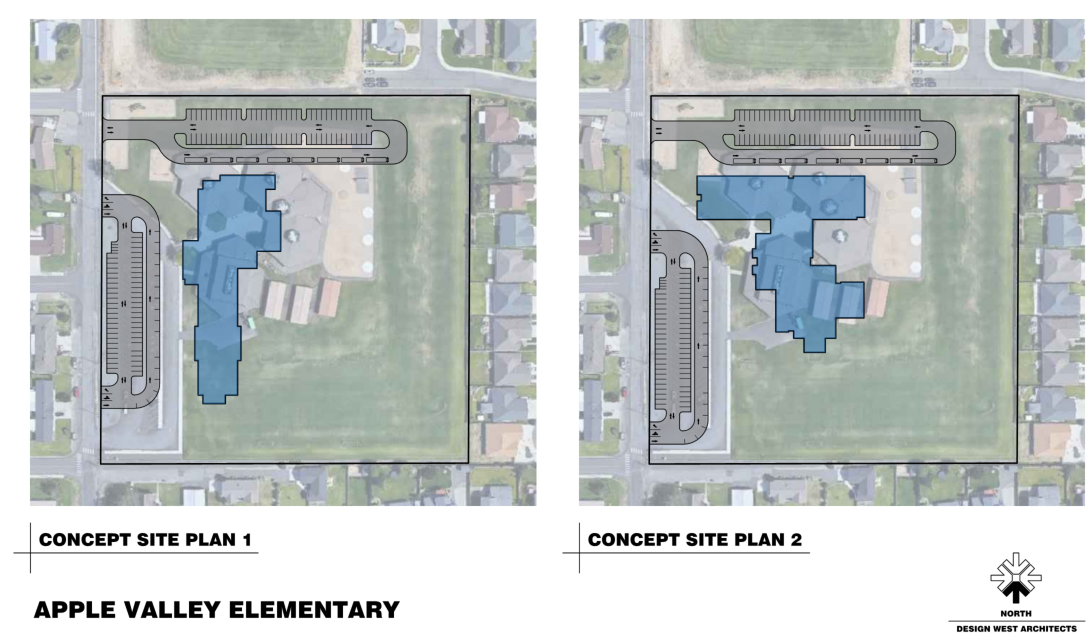 CONCEPT SITE PLAN 1
CONCEPT SITE PLAN 2
APPLE VALLEY ELEMENTARY
NORTH
DESIGN WEST ARCHITECTS